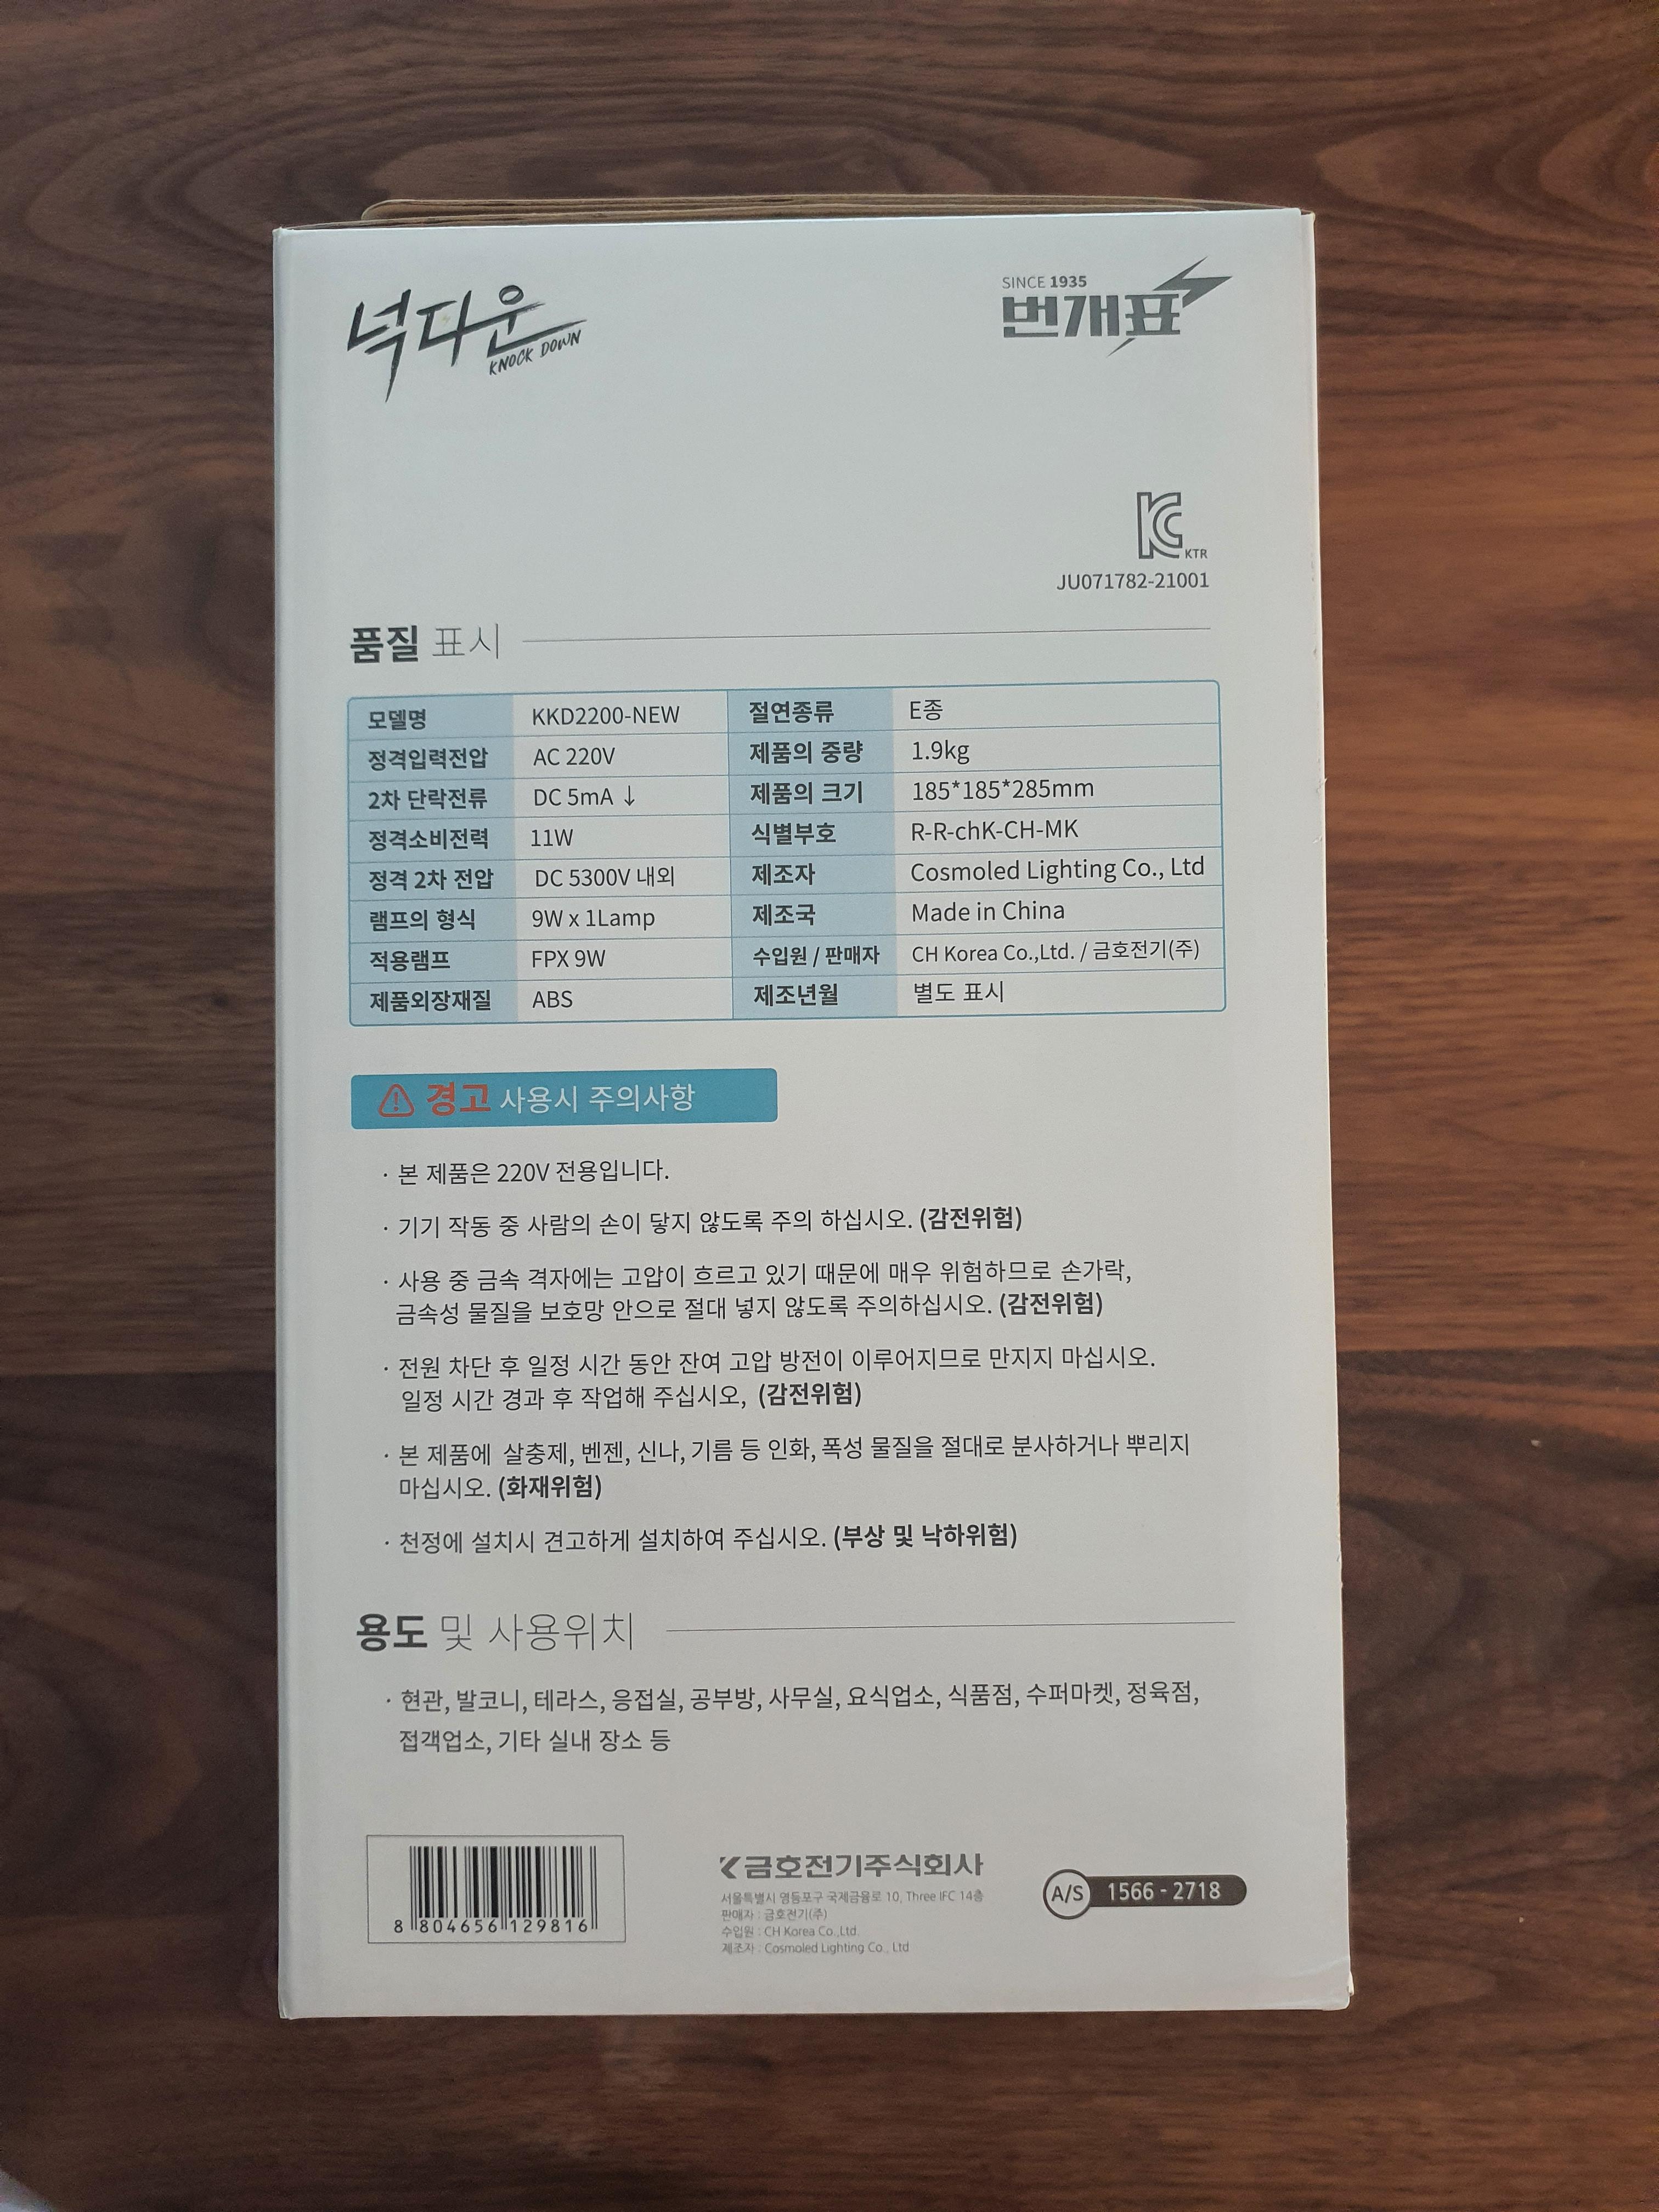 넉다운
KNOCK DOWN
SINCE 1935
번개표
KTR
JU071782-21001
품질 표시
모델명 KKD2200-NEW 절연종류 E종
정격입력전압 AC 220V 제품의 중량 1.9kg
2차 단락전류 DC 5mA ↓ 제품의 크기 185*185*285mm
정격소비전력 11W 식별부호 R-R-chK-CH-MK
정격 2차 전압 DC 5300V 내외 제조자 Cosmoled Lighting Co., Ltd
램프의 형식 9W x 1Lamp 제조국 Made in China
적용램프 FPX 9W 수입원 / 판매자 CH Korea Co.,Ltd. / 금호전기(주)
제품외장재질 ABS 제조년월 별도 표시
경고 사용시 주의사항
· 본 제품은 220V 전용입니다.
· 기기 작동 중 사람의 손이 닿지 않도록 주의 하십시오. (감전위험)
· 사용 중 금속 격자에는 고압이 흐르고 있기 때문에 매우 위험하므로 손가락,
금속성 물질을 보호망 안으로 절대 넣지 않도록 주의하십시오. (감전위험)
· 전원 차단 후 일정 시간 동안 잔여 고압 방전이 이루어지므로 만지지 마십시오.
일정 시간 경과 후 작업해 주십시오, (감전위험)
· 본 제품에 살충제, 벤젠, 신나, 기름 등 인화, 폭성 물질을 절대로 분사하거나 뿌리지
마십시오. (화재위험)
· 천정에 설치시 견고하게 설치하여 주십시오. (부상 및 낙하위험)
용도 및 사용위치
· 현관, 발코니, 테라스, 응접실, 공부방, 사무실, 요식업소, 식품점, 수퍼마켓, 정육점,
접객업소, 기타 실내 장소 등
8 804656 129816
금호전기주식회사
서울특별시 영등포구 국제금융로 10, Three IFC 14층
판매자 : 금호전기(주)
수입원 : CH Korea Co.,Ltd.
제조자 : Cosmoled Lighting Co., Ltd
A/S 1566 - 2718